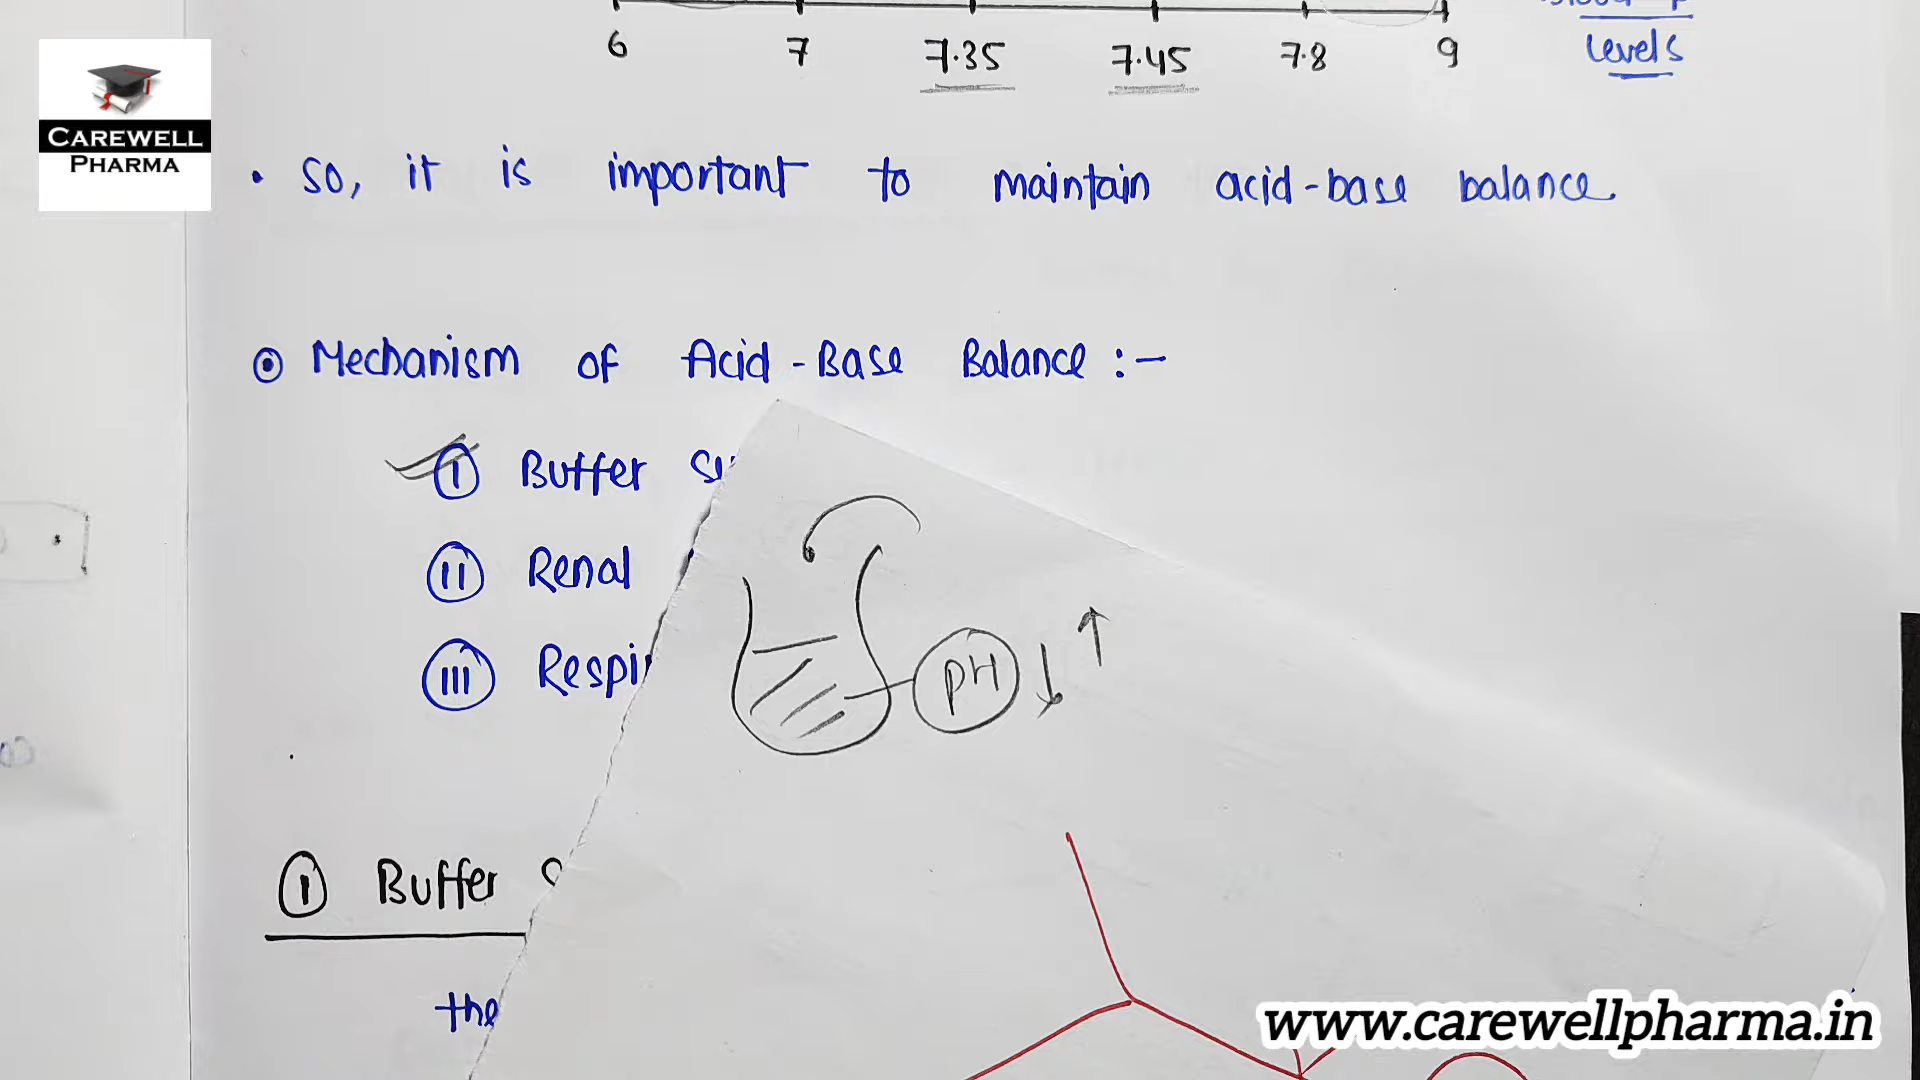 6 7 7.35 7.45 7.8 9
levels
CAREWELL
PHARMA
• So, it is important to maintain acid-base balance
Mechanism of Acid-Base Balance :-
I Buffer
II Renal
III
pH ↓ ↑
I Buffer
the
www.carewellpharma.in